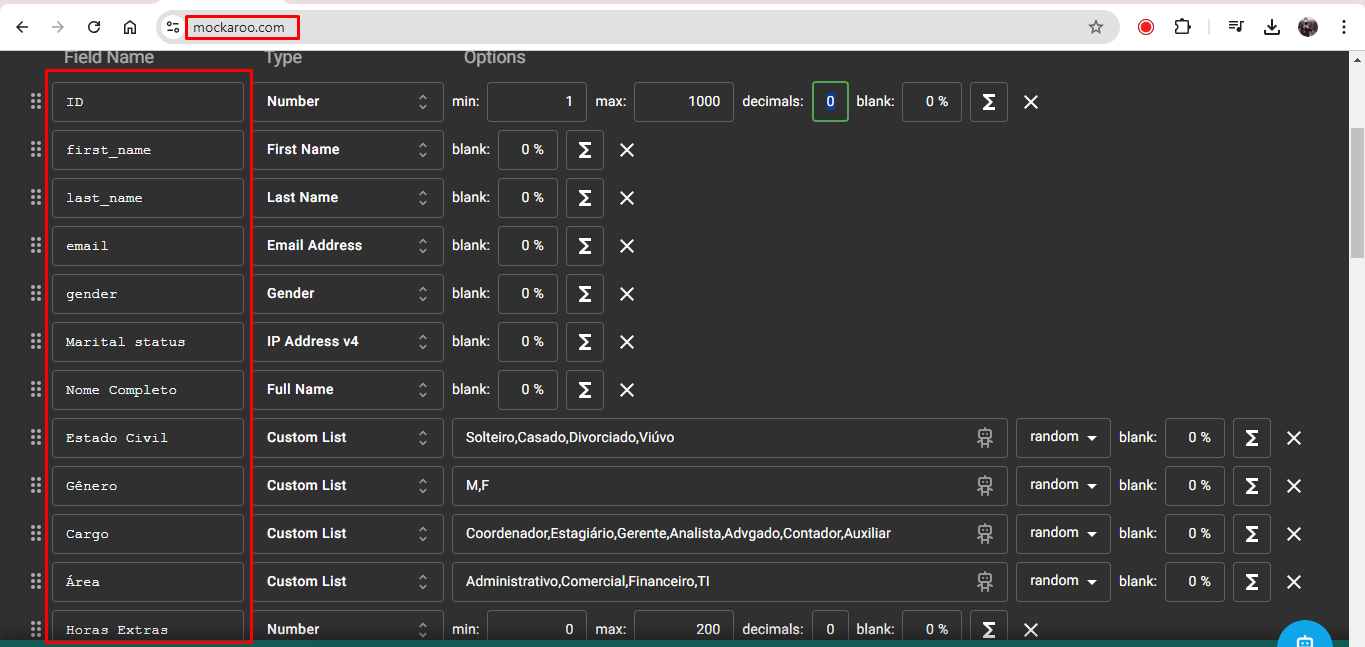 mockaroo.com
Field Name Type Options
ID Number min: 1 max: 1000 decimals: 0 blank: 0 % Σ
first_name First Name blank: 0 % Σ
last_name Last Name blank: 0 % Σ
email Email Address blank: 0 % Σ
gender Gender blank: 0 % Σ
Marital status IP Address v4 blank: 0 % Σ
Nome Completo Full Name blank: 0 % Σ
Estado Civil Custom List Solteiro,Casado,Divorciado,Viúvo random blank: 0 % Σ
Gênero Custom List M,F random blank: 0 % Σ
Cargo Custom List Coordenador,Estagiário,Gerente,Analista,Advgado,Contador,Auxiliar random blank: 0 % Σ
Área Custom List Administrativo,Comercial,Financeiro,TI random blank: 0 % Σ
Horas Extras Number min: 0 max: 200 decimals: 0 blank: 0 % Σ